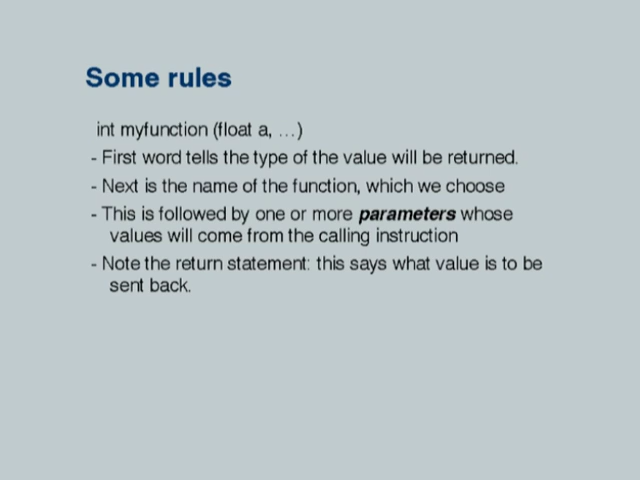 Some rules
int myfunction (float a, ...)
- First word tells the type of the value will be returned.
- Next is the name of the function, which we choose
- This is followed by one or more parameters whose
values will come from the calling instruction
- Note the return statement: this says what value is to be
sent back.